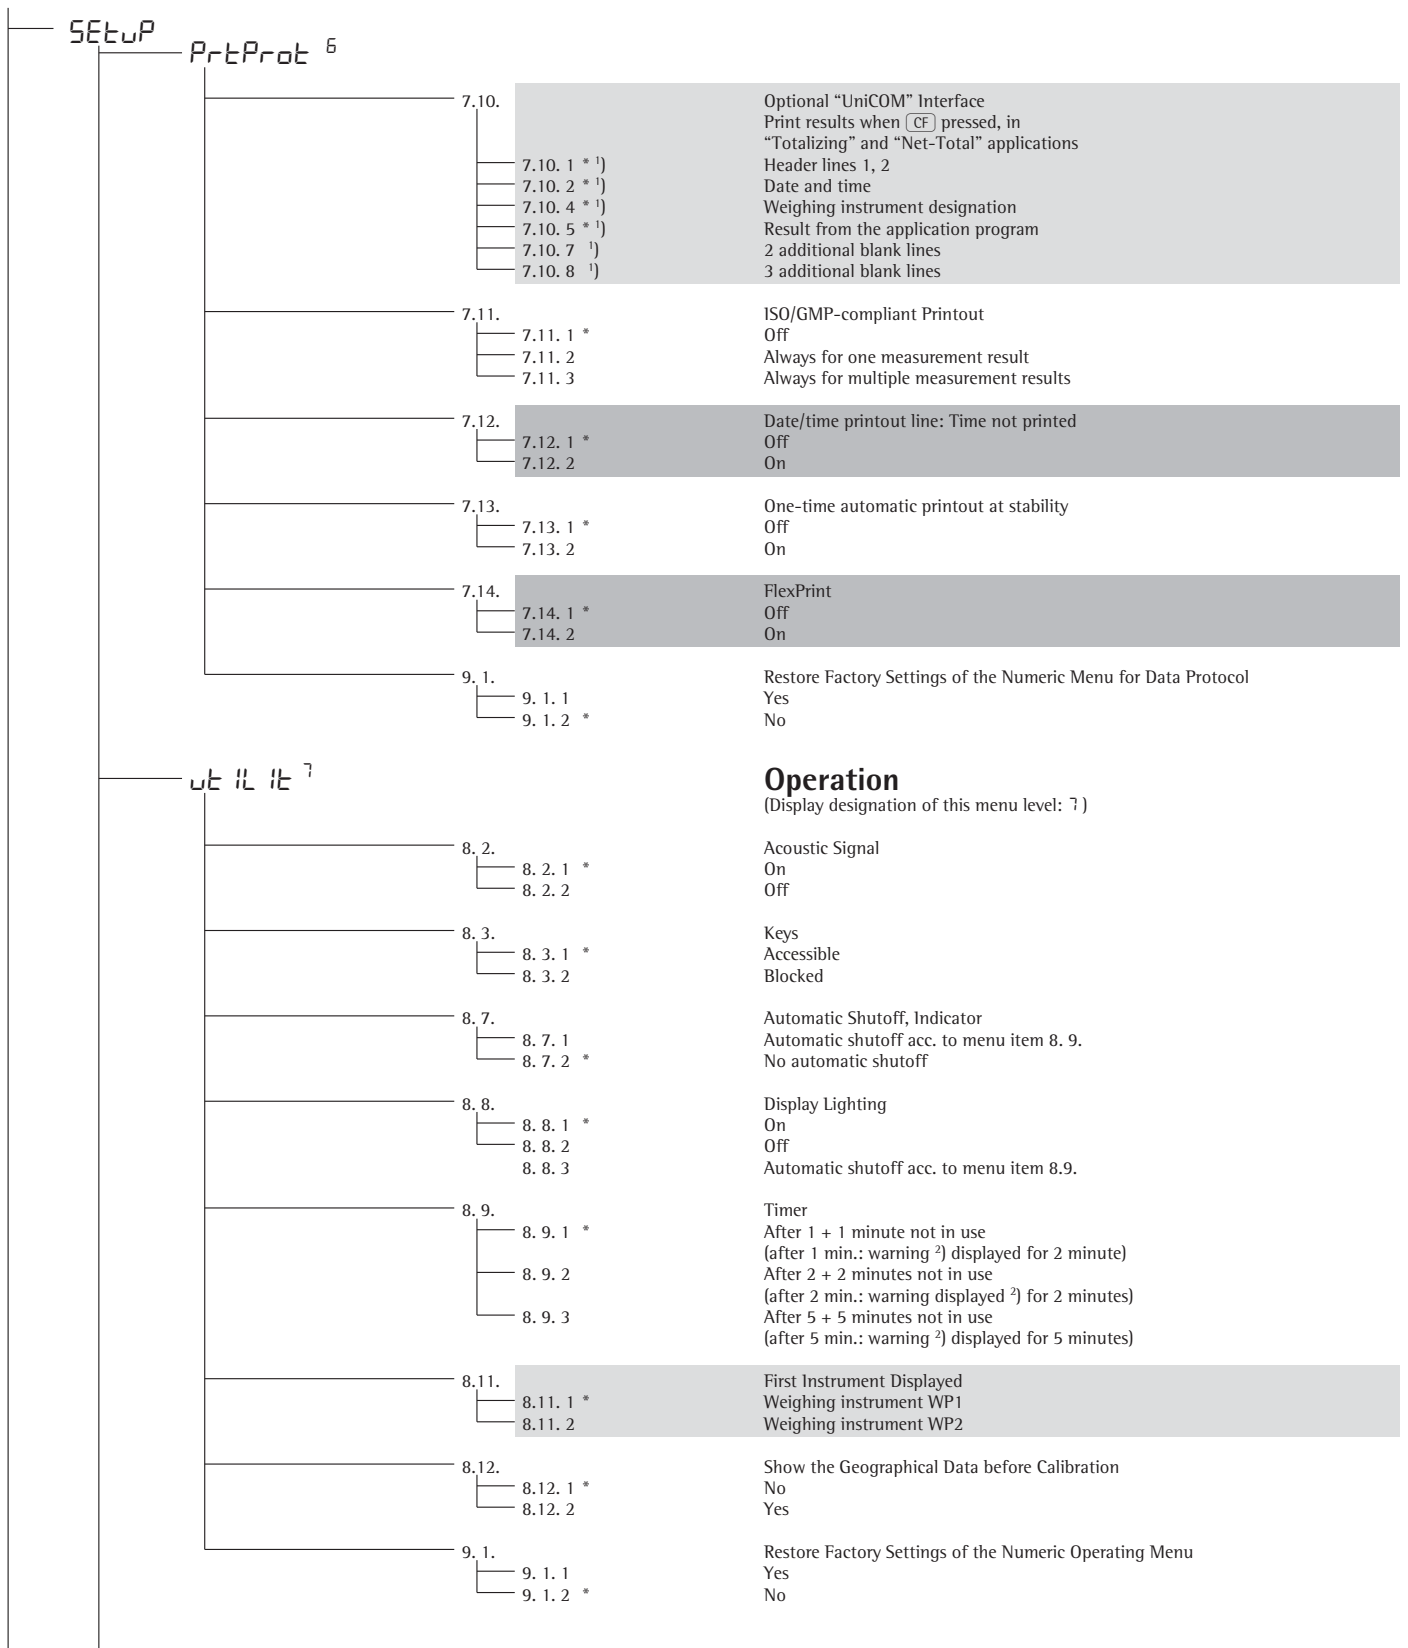 SEtuP
PrtProt 6
7.10. Optional “UniCOM” Interface
Print results when CF pressed, in
“Totalizing” and “Net-Total” applications
7.10. 1 * 1) Header lines 1, 2
7.10. 2 * 1) Date and time
7.10. 4 * 1) Weighing instrument designation
7.10. 5 * 1) Result from the application program
7.10. 7 1) 2 additional blank lines
7.10. 8 1) 3 additional blank lines
7.11. ISO/GMP-compliant Printout
7.11. 1 * Off
7.11. 2 Always for one measurement result
7.11. 3 Always for multiple measurement results
7.12. Date/time printout line: Time not printed
7.12. 1 * Off
7.12. 2 On
7.13. One-time automatic printout at stability
7.13. 1 * Off
7.13. 2 On
7.14. FlexPrint
7.14. 1 * Off
7.14. 2 On
9. 1. Restore Factory Settings of the Numeric Menu for Data Protocol
9. 1. 1 Yes
9. 1. 2 * No
utILIt 7 Operation
(Display designation of this menu level: 7)
8. 2. Acoustic Signal
8. 2. 1 * On
8. 2. 2 Off
8. 3. Keys
8. 3. 1 * Accessible
8. 3. 2 Blocked
8. 7. Automatic Shutoff, Indicator
8. 7. 1 Automatic shutoff acc. to menu item 8. 9.
8. 7. 2 * No automatic shutoff
8. 8. Display Lighting
8. 8. 1 * On
8. 8. 2 Off
8. 8. 3 Automatic shutoff acc. to menu item 8.9.
8. 9. Timer
8. 9. 1 * After 1 + 1 minute not in use
(after 1 min.: warning 2) displayed for 2 minute)
8. 9. 2 After 2 + 2 minutes not in use
(after 2 min.: warning displayed 2) for 2 minutes)
8. 9. 3 After 5 + 5 minutes not in use
(after 5 min.: warning 2) displayed for 5 minutes)
8.11. First Instrument Displayed
8.11. 1 * Weighing instrument WP1
8.11. 2 Weighing instrument WP2
8.12. Show the Geographical Data before Calibration
8.12. 1 * No
8.12. 2 Yes
9. 1. Restore Factory Settings of the Numeric Operating Menu
9. 1. 1 Yes
9. 1. 2 * No